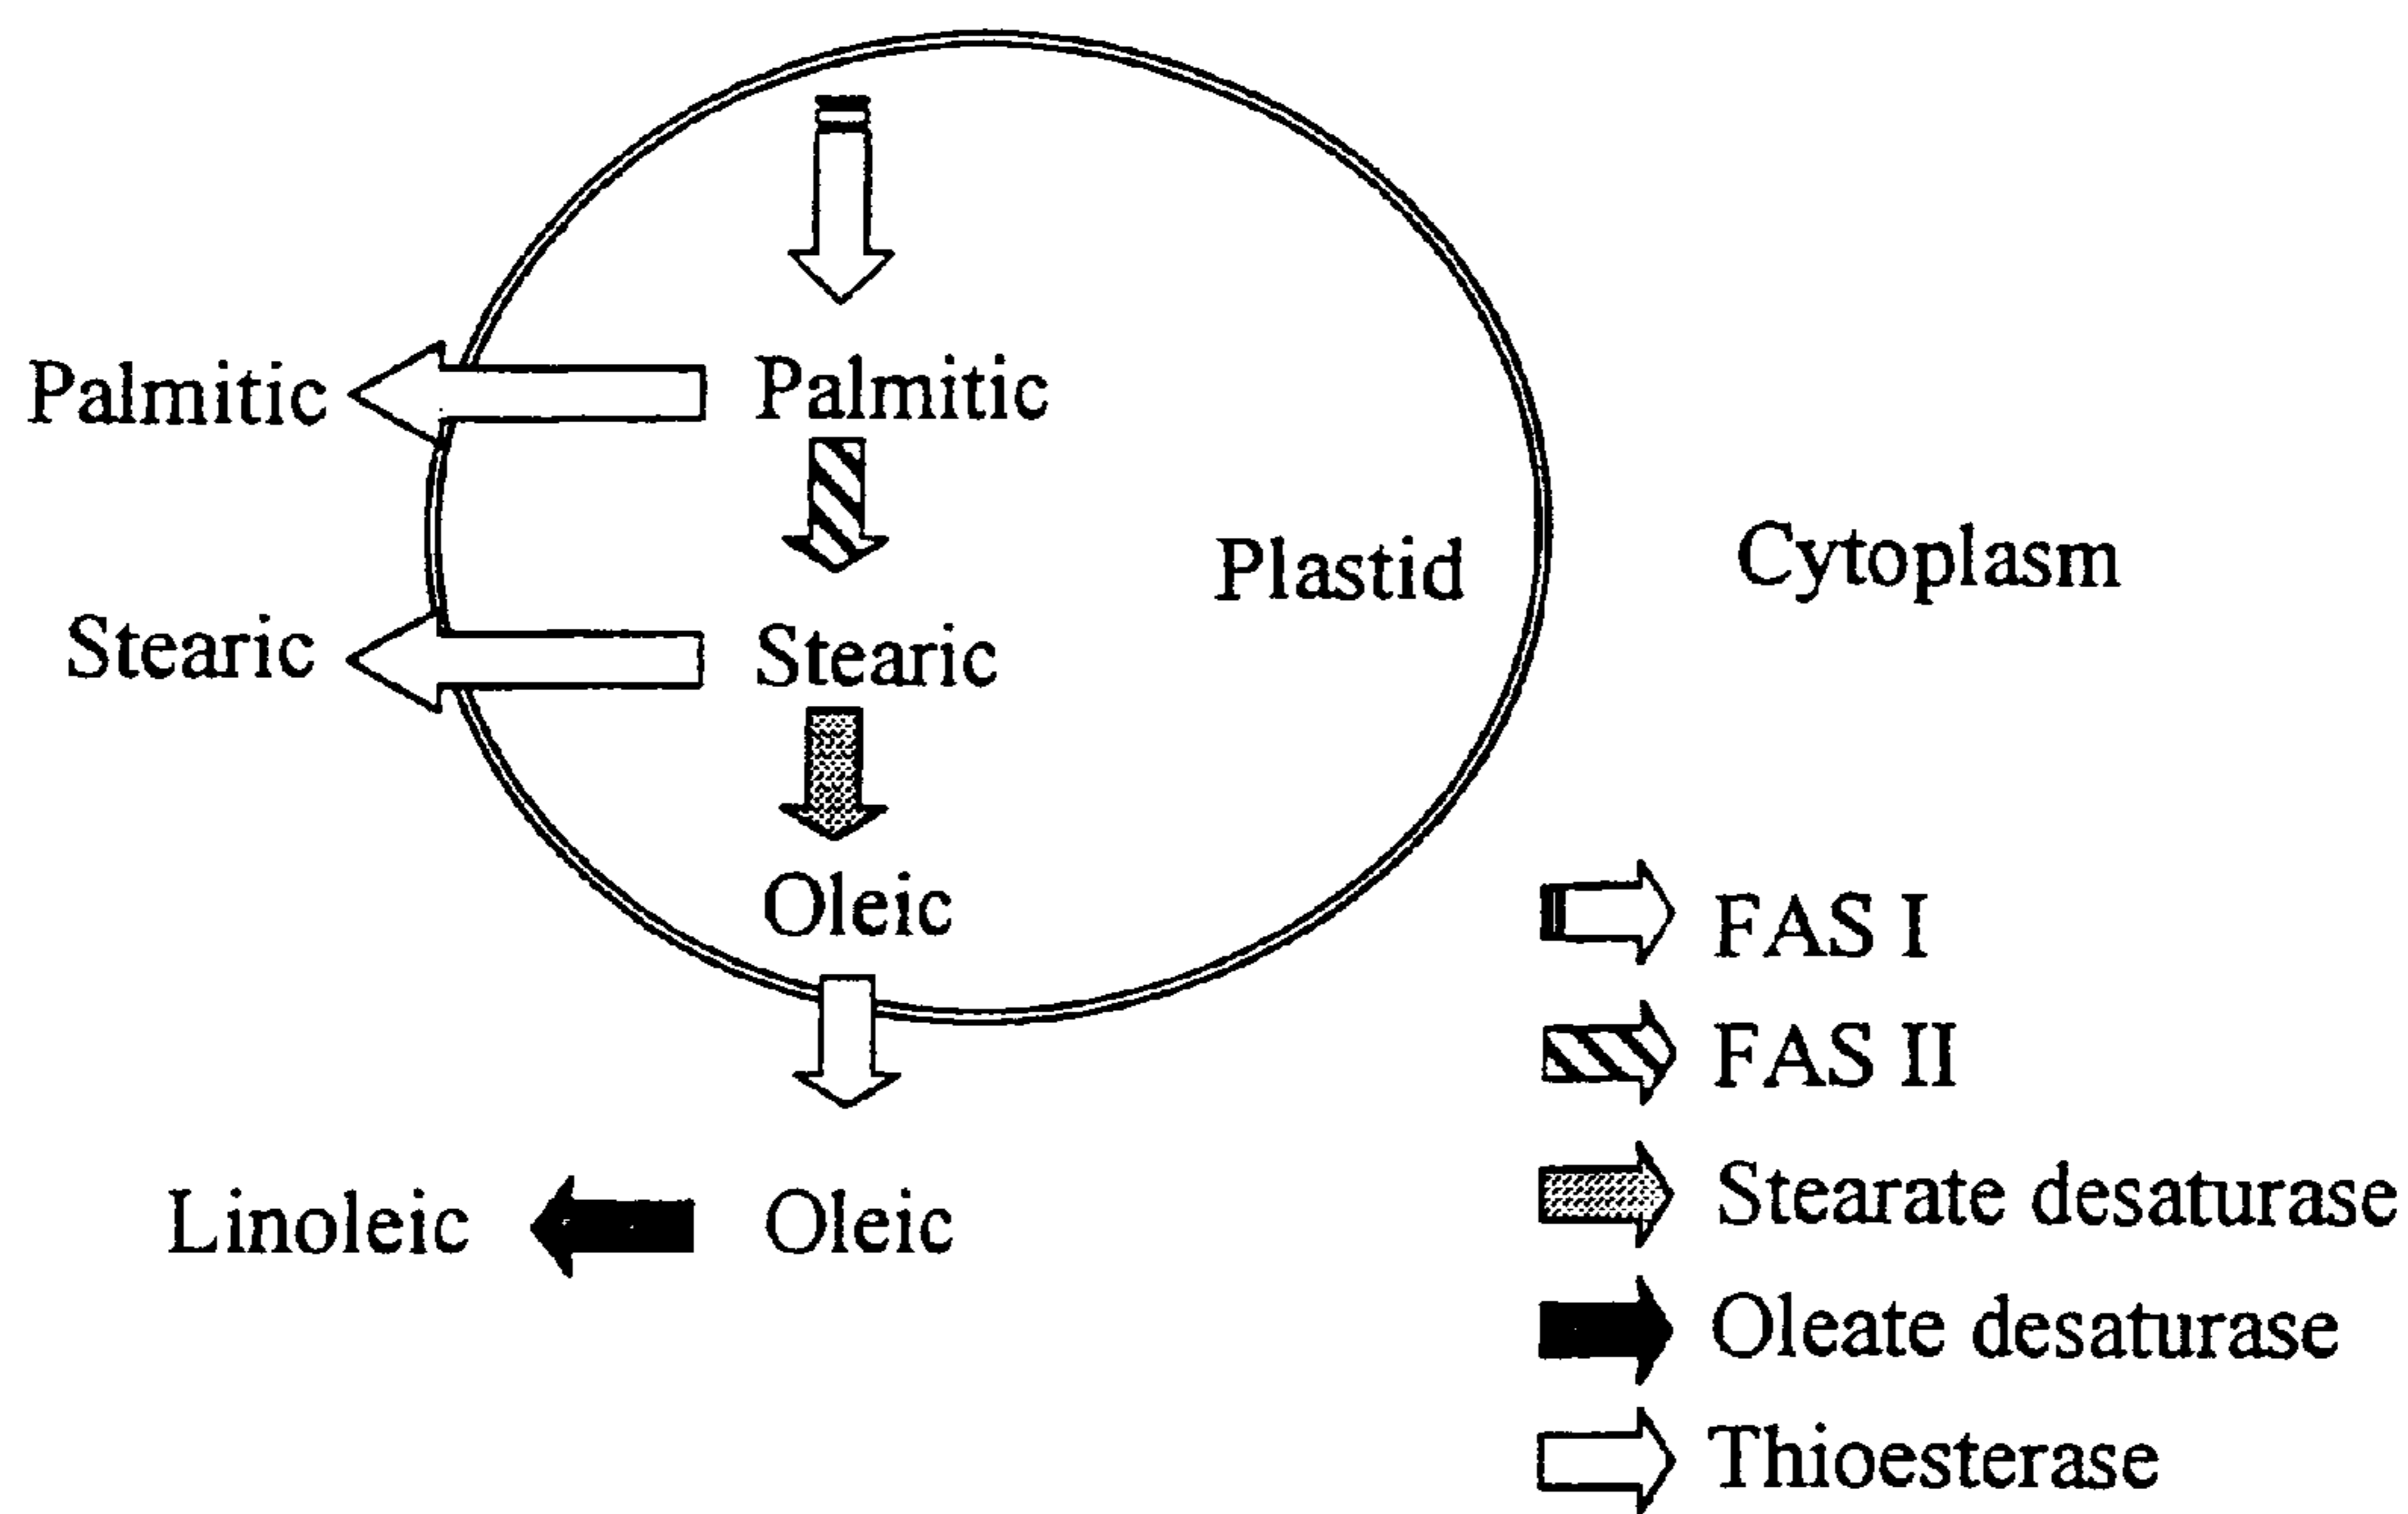 Palmitic
Palmitic
Plastid
Cytoplasm
Stearic
Stearic
Oleic
Linoleic
Oleic
FAS I
FAS II
Stearate desaturase
Oleate desaturase
Thioesterase